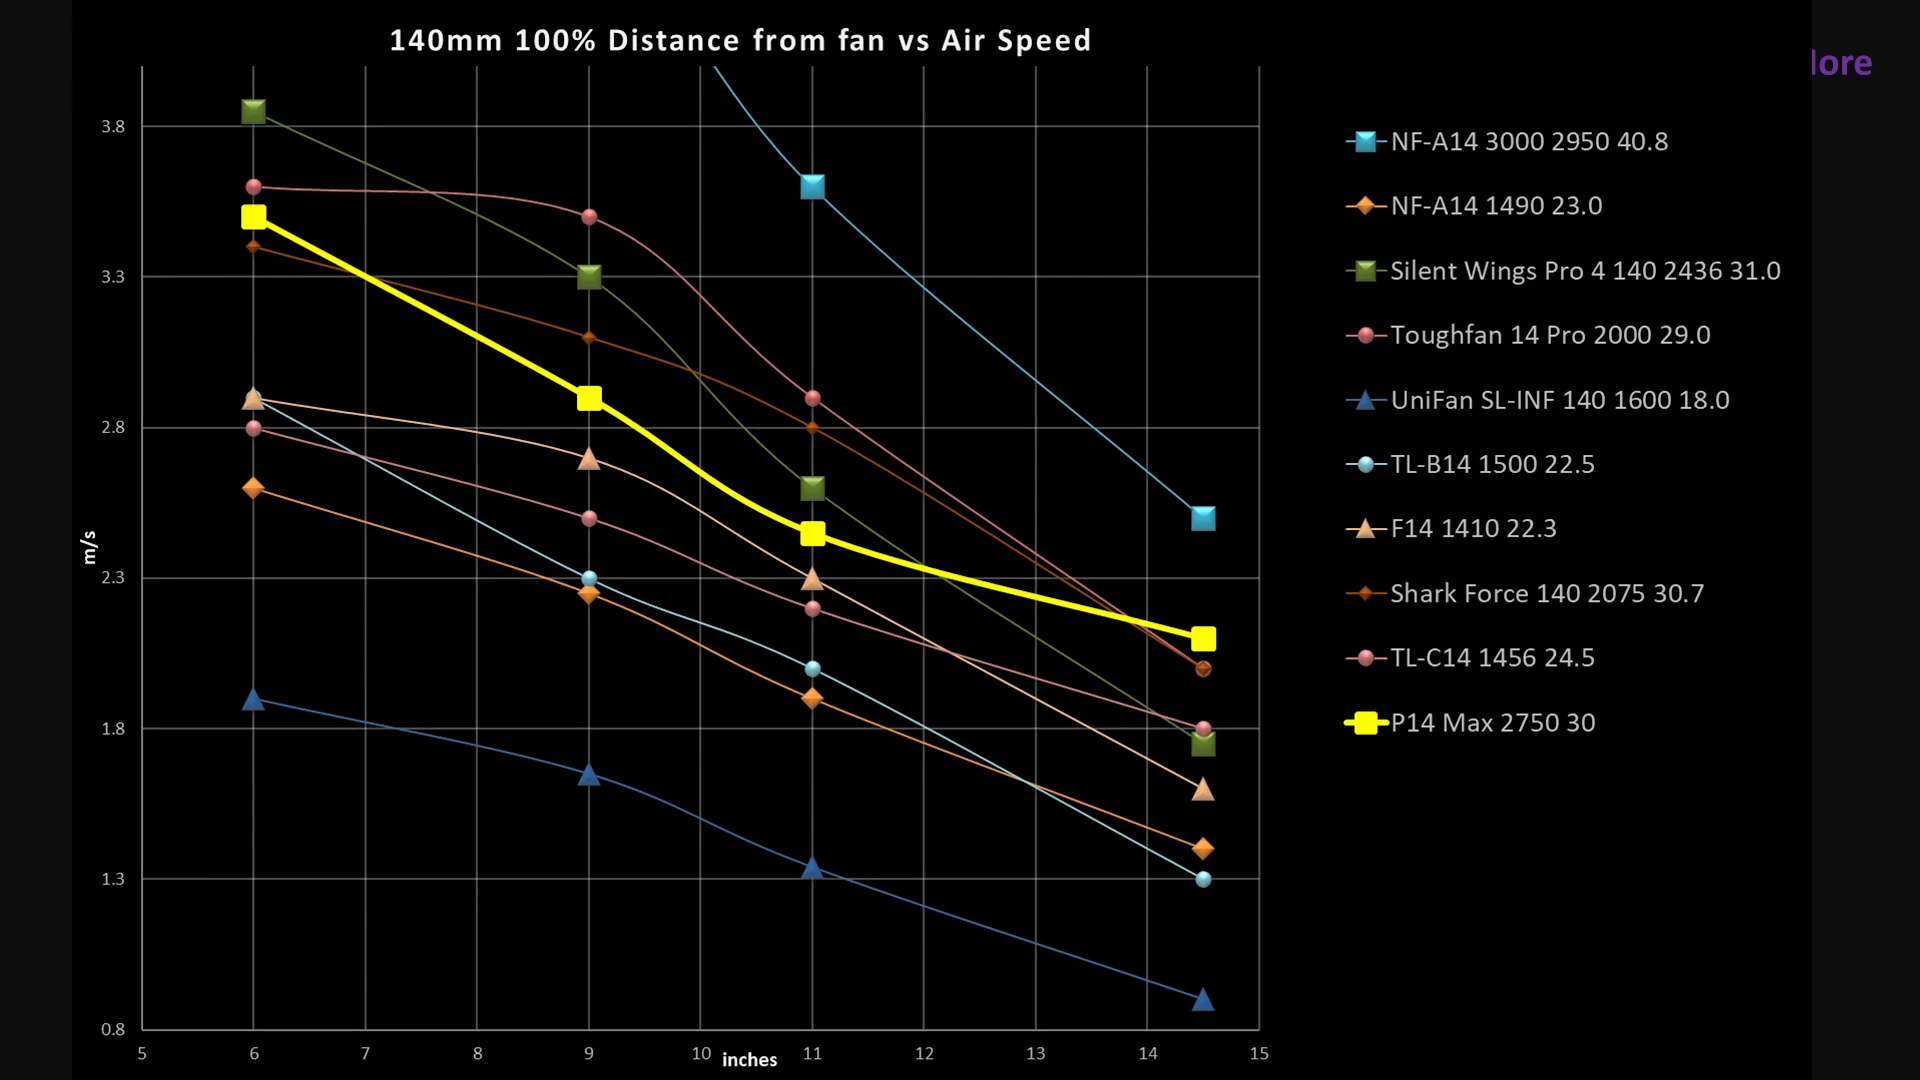 140mm 100% Distance from fan vs Air Speed
lore
3.8
3.3
2.8
2.3
1.8
1.3
0.8
m/s
5 6 7 8 9 10 11 12 13 14 15
inches
NF-A14 3000 2950 40.8
NF-A14 1490 23.0
Silent Wings Pro 4 140 2436 31.0
Toughfan 14 Pro 2000 29.0
UniFan SL-INF 140 1600 18.0
TL-B14 1500 22.5
F14 1410 22.3
Shark Force 140 2075 30.7
TL-C14 1456 24.5
P14 Max 2750 30